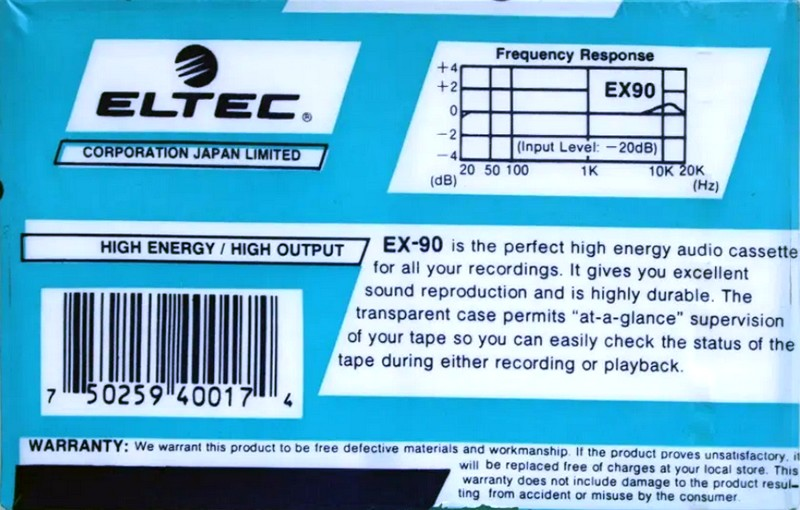 ELTEC®
CORPORATION JAPAN LIMITED
Frequency Response
+4
+2
0
−2
−4
(dB)
EX90
(Input Level: −20dB)
20 50 100 1K 10K 20K
(Hz)
HIGH ENERGY / HIGH OUTPUT
EX-90 is the perfect high energy audio cassette
for all your recordings. It gives you excellent
sound reproduction and is highly durable. The
transparent case permits "at-a-glance" supervision
of your tape so you can easily check the status of the
tape during either recording or playback.
7 50259 40017 4
WARRANTY: We warrant this product to be free defective materials and workmanship. If the product proves unsatisfactory, it
will be replaced free of charges at your local store. This
warranty does not include damage to the product resul-
ting from accident or misuse by the consumer.